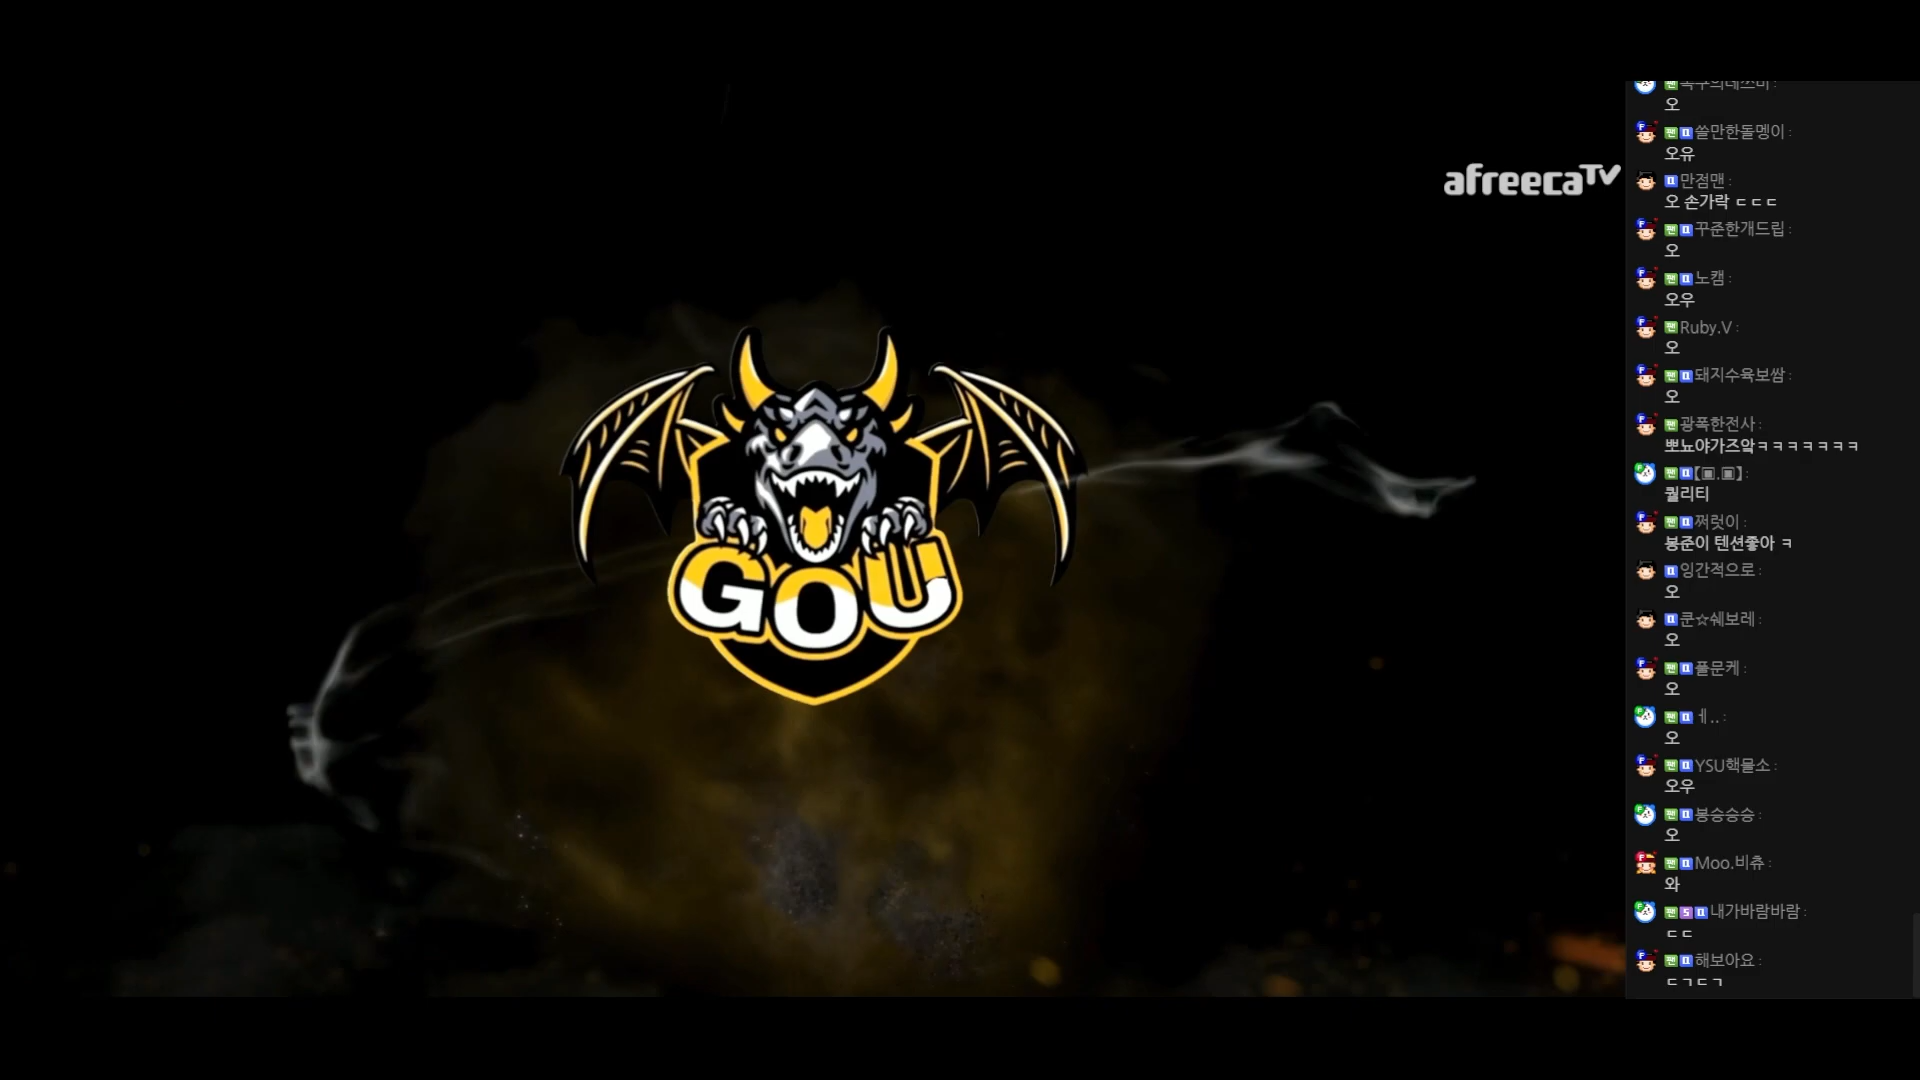 afreecaTV
GOU
오
쓸만한돌멩이 :
오유
만점맨 :
오 손가락 ㄷㄷㄷ
꾸준한개드립 :
오
노캠 :
오우
Ruby.V :
오
돼지수육보쌈 :
오
광폭한전사 :
뽀뇨야가즈앜ㅋㅋㅋㅋㅋㅋㅋ
【▣.▣】 :
퀄리티
쩌럿이 :
봉준이 텐션좋아 ㅋ
잉간적으로 :
오
쿤☆쉐보레 :
오
폴문케 :
오
ㅕ.. :
오
YSU핵물소 :
오우
봉승승승 :
오
Moo.비츄 :
와
내가바람바람 :
ㄷㄷ
해보아요 :
ㄷㄱㄷㄱ